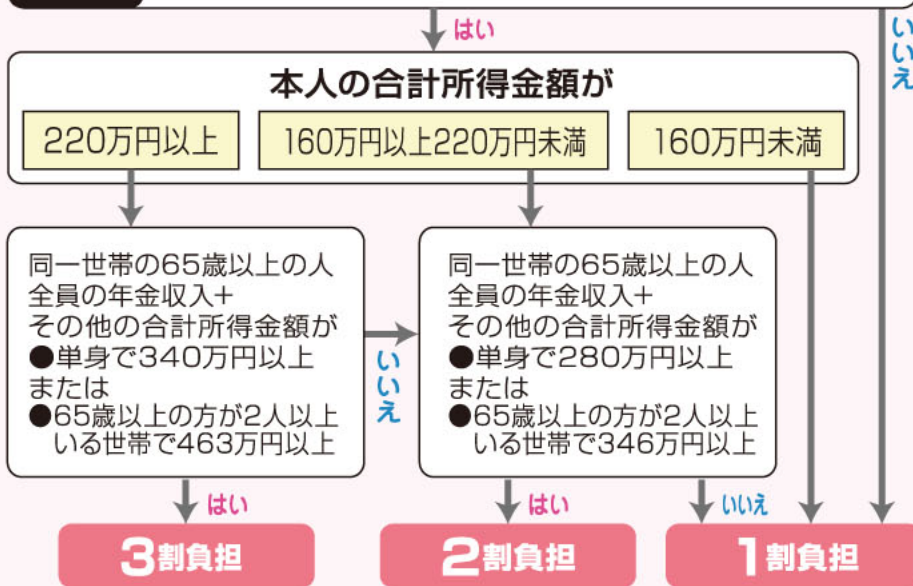 はい
いいえ
本人の合計所得金額が
220万円以上
160万円以上220万円未満
160万円未満
同一世帯の65歳以上の人
全員の年金収入+
その他の合計所得金額が
●単身で340万円以上
または
●65歳以上の方が2人以上
いる世帯で463万円以上
いいえ
同一世帯の65歳以上の人
全員の年金収入+
その他の合計所得金額が
●単身で280万円以上
または
●65歳以上の方が2人以上
いる世帯で346万円以上
はい
はい
いいえ
3割負担
2割負担
1割負担